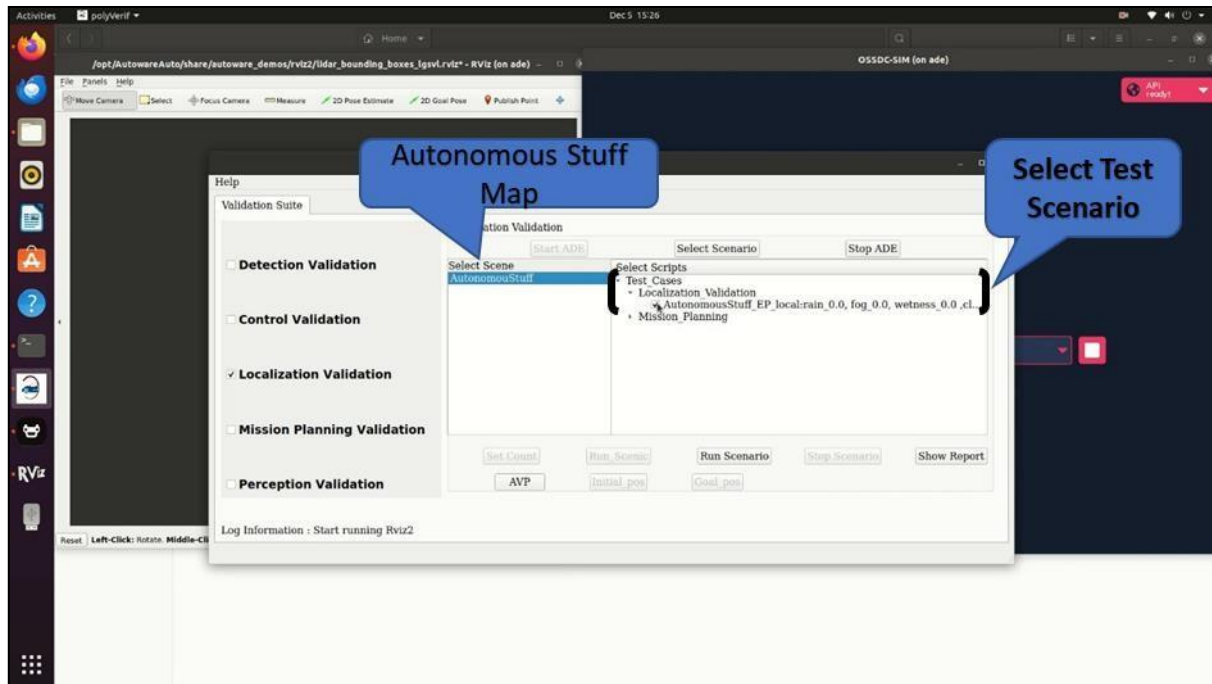 Activities polyVerif Dec 5 15:26
Home
/opt/AutowareAuto/share/autoware_demos/rviz2/lidar_bounding_boxes_lgsvl.rviz* - RViz (on ade)
OSSDC-SIM (on ade)
File Panels Help
Move Camera Select Focus Camera Measure 2D Pose Estimate 2D Goal Pose Publish Point
API
ready!
Autonomous Stuff
Map
Select Test
Scenario
Help
Validation Suite
ation Validation
Start ADE Select Scenario Stop ADE
Detection Validation
Control Validation
Localization Validation
Mission Planning Validation
Perception Validation
Select Scene
AutonomouStuff
Select Scripts
Test_Cases
Localization_Validation
AutonomousStuff_EP_local:rain_0.0, fog_0.0, wetness_0.0 ,cl...
Mission_Planning
Set Count Run_Scenic Run Scenario Stop Scenario Show Report
AVP Initial_pos Goal_pos
Log Information : Start running Rviz2
Reset Left-Click: Rotate. Middle-Cli
RViz